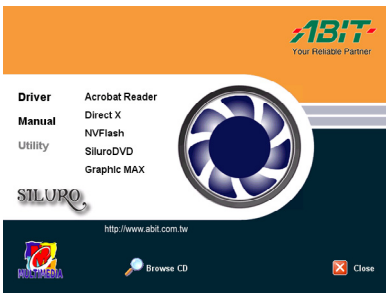 ABIT
Your Reliable Partner
Driver
Manual
Utility
Acrobat Reader
Direct X
NVFlash
SiluroDVD
Graphic MAX
SILURO
http://www.abit.com.tw
MULTIMEDIA
Browse CD
Close